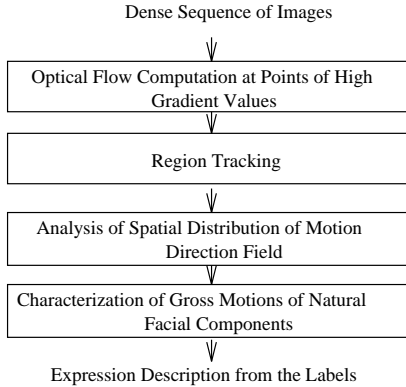 Dense Sequence of Images
Optical Flow Computation at Points of High
Gradient Values
Region Tracking
Analysis of Spatial Distribution of Motion
Direction Field
Characterization of Gross Motions of Natural
Facial Components
Expression Description from the Labels